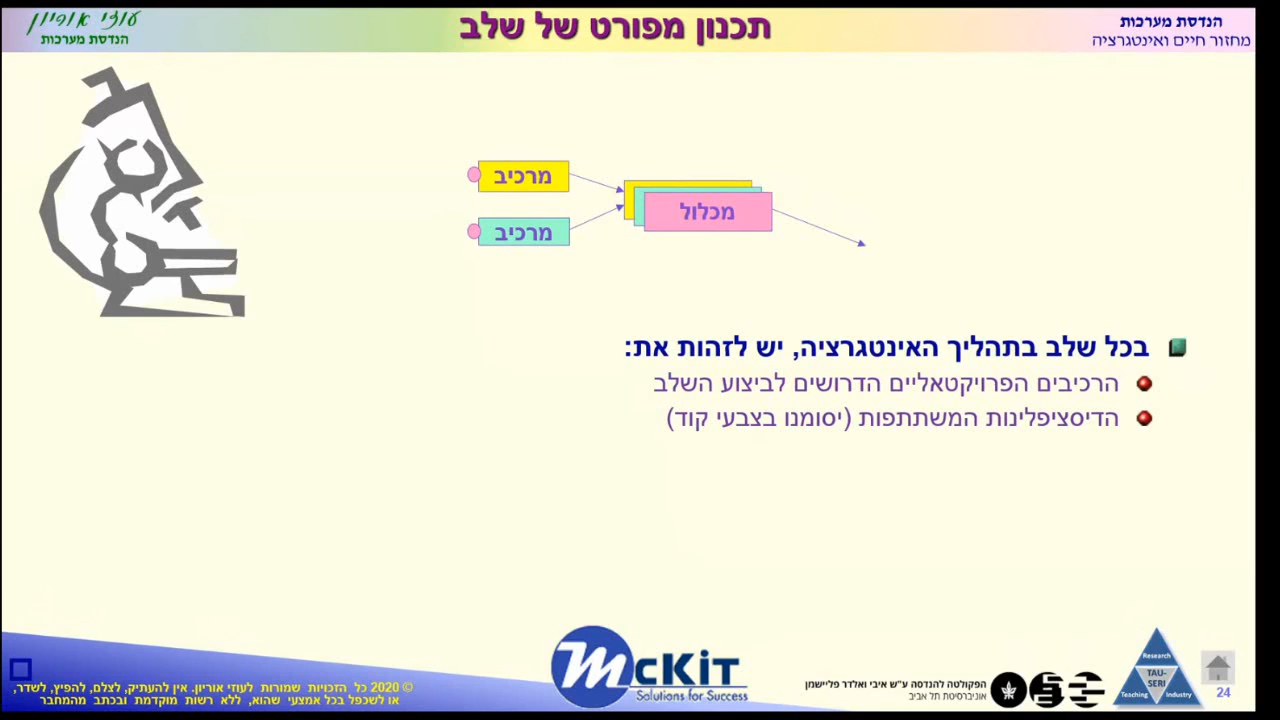 הנדסת מערכות
מחזור חיים ואינטגרציה
תכנון מפורט של שלב
עוזי אוריון
הנדסת מערכות
מרכיב
מרכיב
מכלול
בכל שלב בתהליך האינטגרציה, יש לזהות את:
הרכיבים הפרויקטאליים הדרושים לביצוע השלב
הדיסציפלינות המשתתפות (יסומנו בצבעי קוד)
24
Research
TAU-
SERI
Teaching
Industry
הפקולטה להנדסה ע"ש איבי ואלדר פליישמן
אוניברסיטת תל אביב
McKit
Solutions for Success
© 2020 כל הזכויות שמורות לעוזי אוריון. אין להעתיק, לצלם, להפיץ, לשדר,
או לשכפל בכל אמצעי שהוא, ללא רשות מוקדמת ובכתב מהמחבר